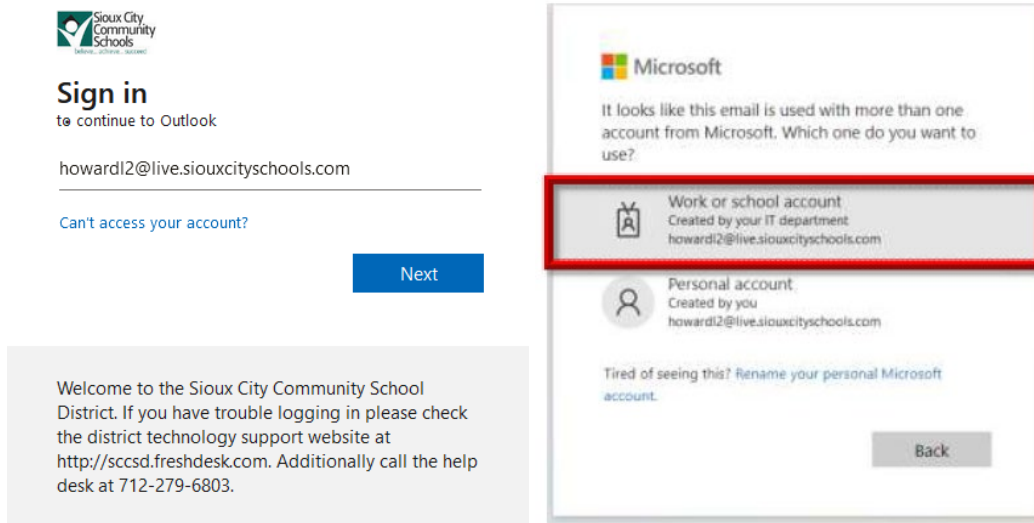 Sioux City
Community
Schools
believe... achieve... succeed
Sign in
to continue to Outlook
howardl2@live.siouxcityschools.com
Can't access your account?
Next
Welcome to the Sioux City Community School
District. If you have trouble logging in please check
the district technology support website at
http://sccsd.freshdesk.com. Additionally call the help
desk at 712-279-6803.
Microsoft
It looks like this email is used with more than one
account from Microsoft. Which one do you want to
use?
Work or school account
Created by your IT department
howardl2@live.siouxcityschools.com
Personal account
Created by you
howardl2@live.siouxcityschools.com
Tired of seeing this? Rename your personal Microsoft
account.
Back